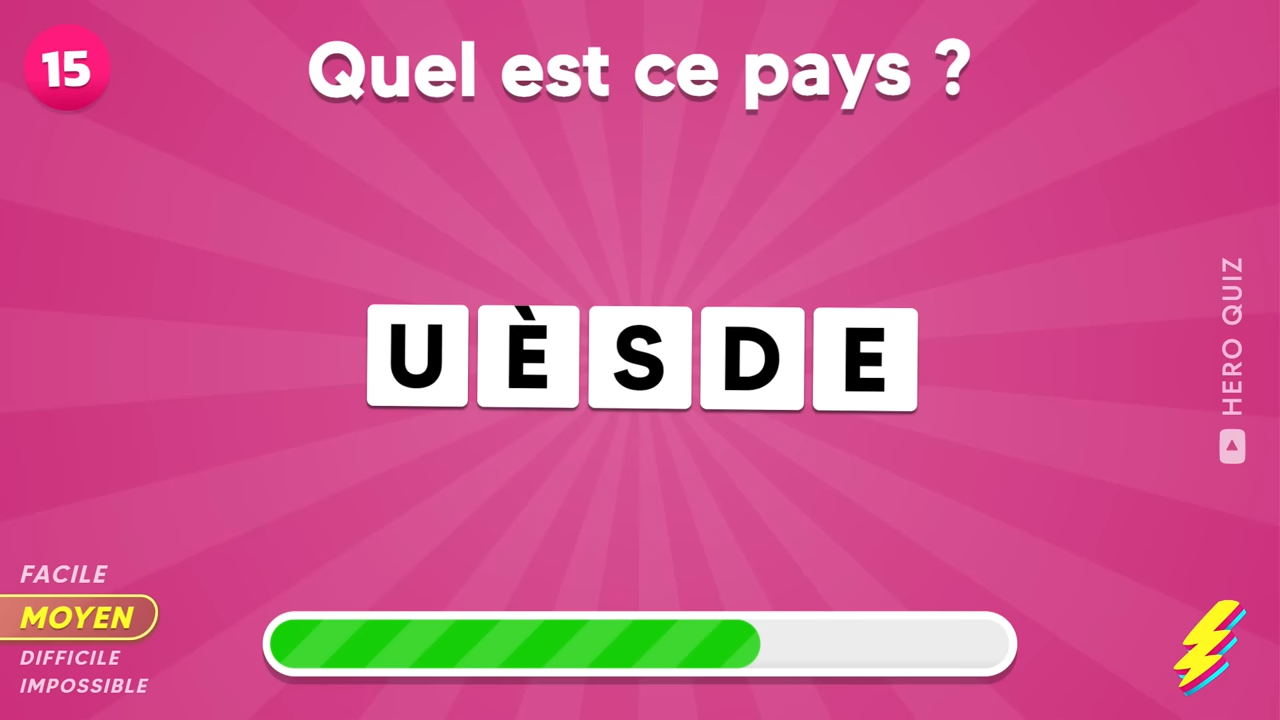 15
Quel est ce pays ?
U È S D E
HERO QUIZ
FACILE
MOYEN
DIFFICILE
IMPOSSIBLE